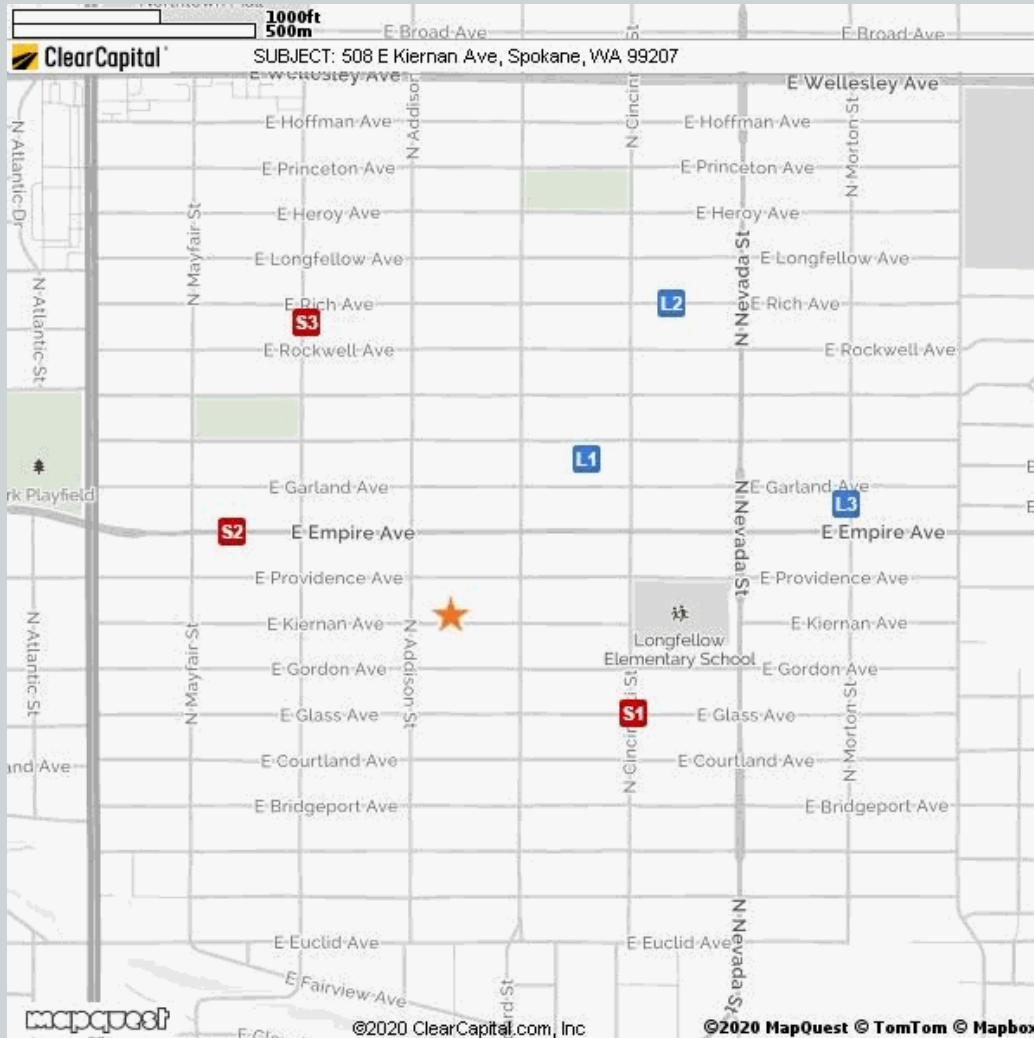 1000ft
500m
E Broad Ave
E Broad Ave
ClearCapital
SUBJECT: 508 E Kiernan Ave, Spokane, WA 99207
E Wellesley Ave
E Wellesley Ave
N Atlantic Dr
N Addison
N Cincinn
St
N Morton St
E Hoffman Ave
E Hoffman Ave
E Princeton Ave
E Princeton Ave
N Mayfair St
E Heroy Ave
E Heroy Ave
N Nevada St
E Longfellow Ave
E Longfellow Ave
N Atlantic St
E Rich Ave
L2
E Rich Ave
S3
E Rockwell Ave
E Rockwell Ave
L1
rk Playfield
E Garland Ave
E Garland Ave
L3
S2
E Empire Ave
E Empire Ave
N Nevada St
E Providence Ave
E Providence Ave
N Atlantic St
N Mayfair St
E Kiernan Ave
N Addison St
E Kiernan Ave
Longfellow
Elementary School
E Gordon Ave
E Gordon Ave
N Cincinn
i St
N Morton St
E Glass Ave
S1
E Glass Ave
and Ave
E Courtland Ave
E Courtland Ave
E Bridgeport Ave
E Bridgeport Ave
N Nevada St
E Euclid Ave
E Euclid Ave
E Fairview Ave
rd St
mapquest
©2020 ClearCapital.com, Inc
©2020 MapQuest © TomTom © Mapbox